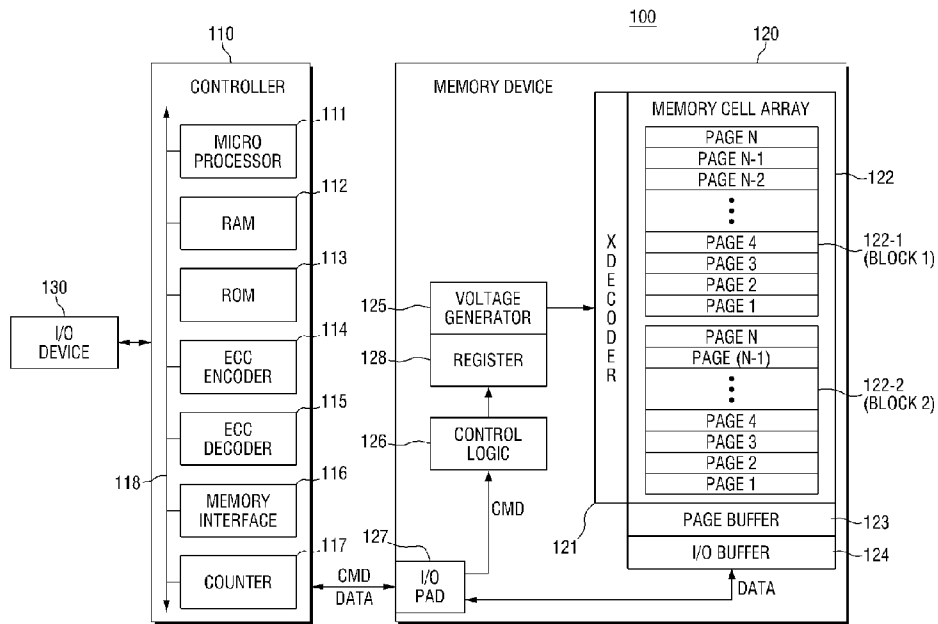 100
110
120
CONTROLLER
MEMORY DEVICE
MEMORY CELL ARRAY
111
MICRO
PROCESSOR
112
RAM
113
ROM
130
I/O
DEVICE
114
ECC
ENCODER
115
ECC
DECODER
118
116
MEMORY
INTERFACE
117
COUNTER
CMD
DATA
127
I/O
PAD
CMD
126
CONTROL
LOGIC
125
VOLTAGE
GENERATOR
128
REGISTER
X
D
E
C
O
D
E
R
121
PAGE N
PAGE N-1
PAGE N-2
122
PAGE 4
PAGE 3
PAGE 2
PAGE 1
122-1
(BLOCK 1)
PAGE N
PAGE (N-1)
PAGE 4
PAGE 3
PAGE 2
PAGE 1
122-2
(BLOCK 2)
PAGE BUFFER
123
I/O BUFFER
124
DATA